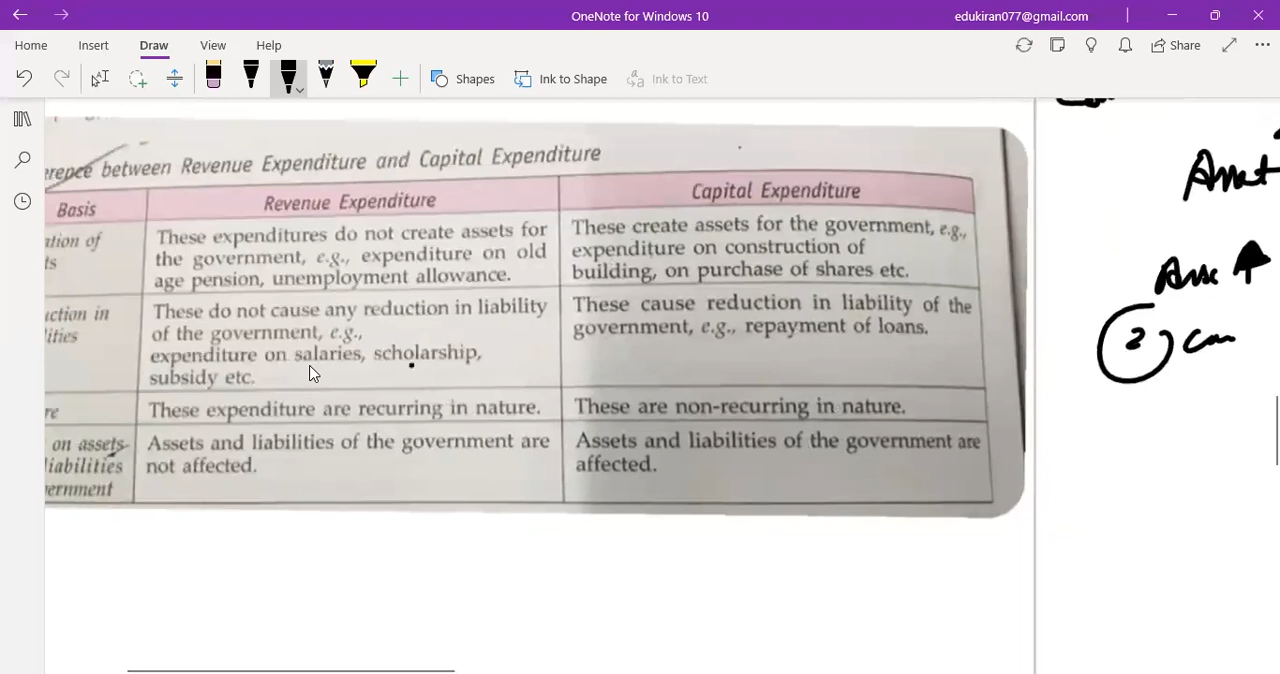 OneNote for Windows 10
edukiran077@gmail.com
Home Insert Draw View Help
Share
Shapes Ink to Shape Ink to Text
between Revenue Expenditure and Capital Expenditure
Basis
Revenue Expenditure
Capital Expenditure
of
These expenditures do not create assets for
the government, e.g., expenditure on old
age pension, unemployment allowance.
These create assets for the government, e.g.,
expenditure on construction of
building, on purchase of shares etc.
in
These do not cause any reduction in liability
of the government, e.g.,
expenditure on salaries, scholarship,
subsidy etc.
These cause reduction in liability of the
government, e.g., repayment of loans.
These expenditure are recurring in nature.
These are non-recurring in nature.
on assets-
liabilities
Assets and liabilities of the government are
not affected.
Assets and liabilities of the government are
affected.
2